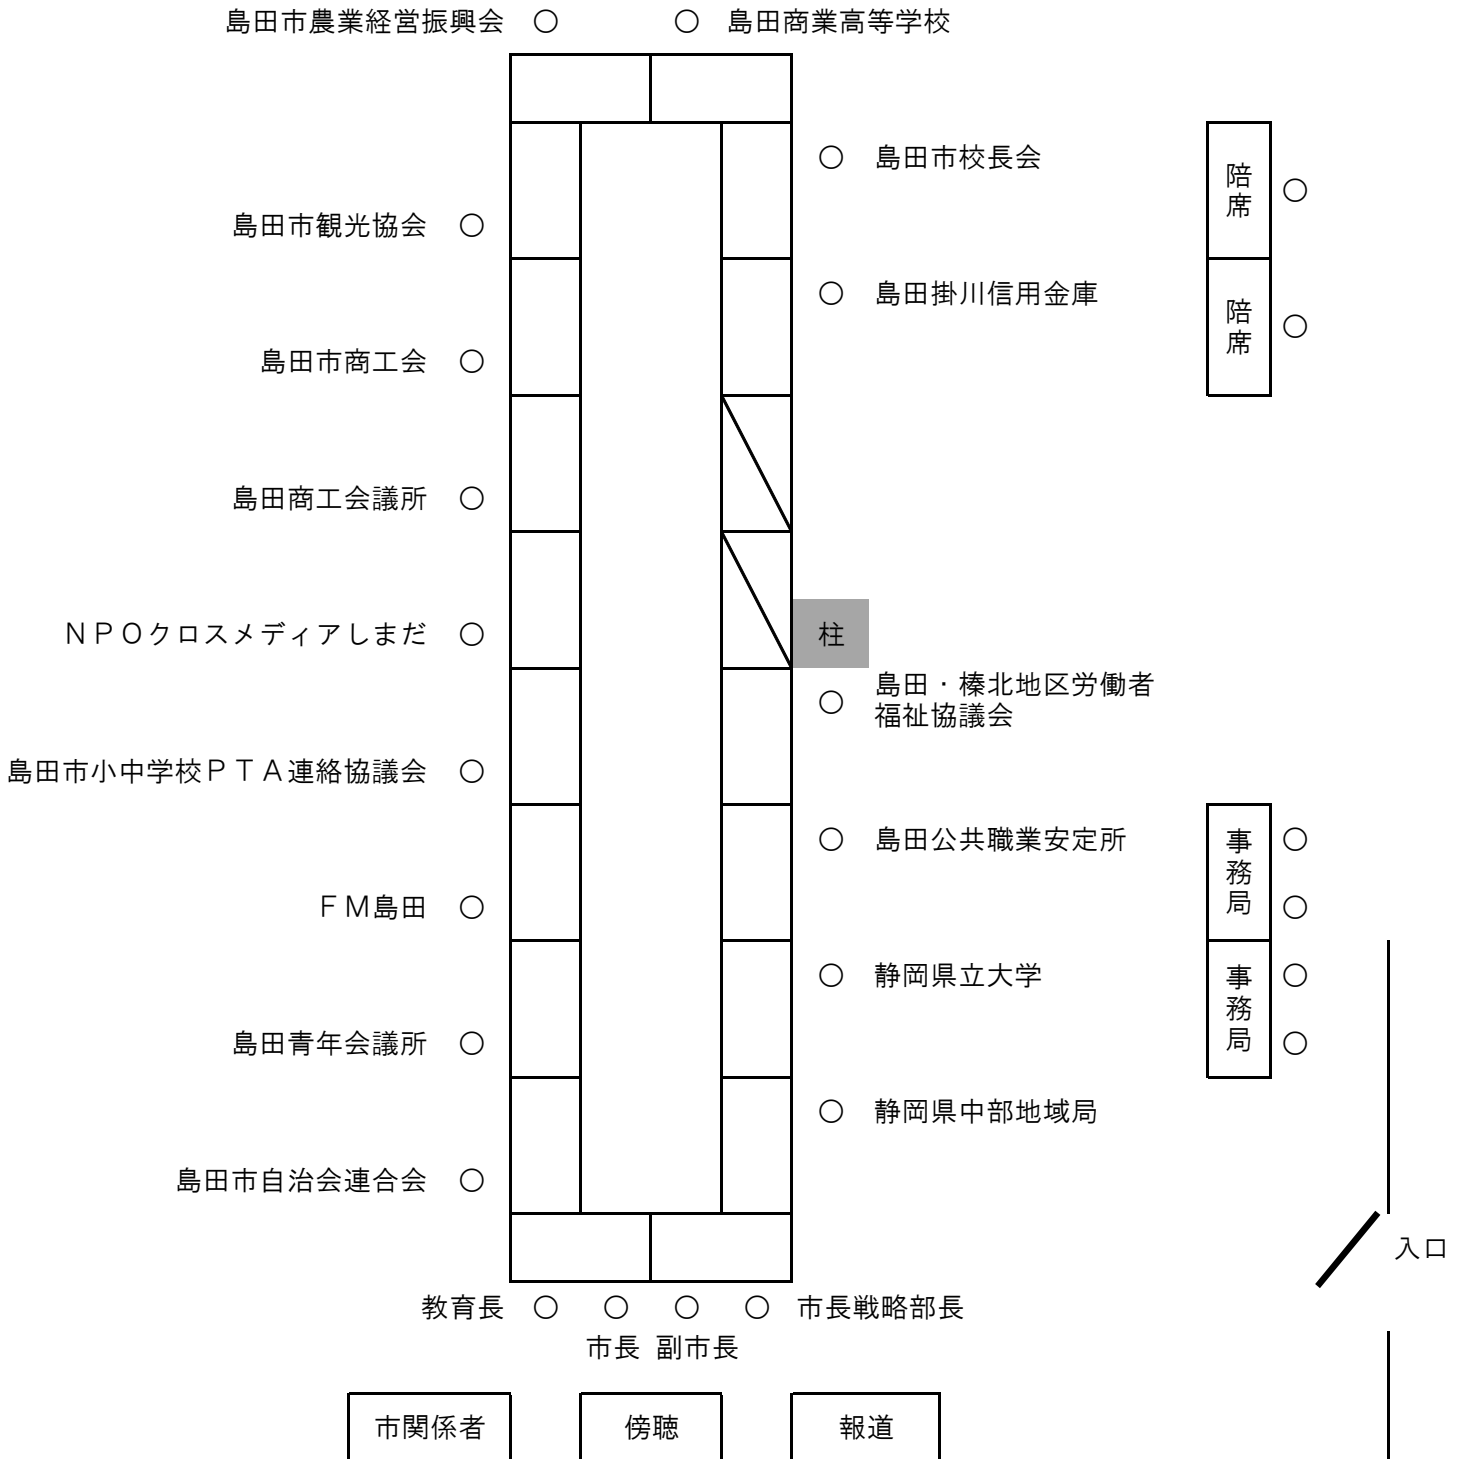 島田市農業経営振興会 ○ ○ 島田商業高等学校
○ 島田市校長会
陪席 ○
島田市観光協会 ○
○ 島田掛川信用金庫
陪席 ○
島田市商工会 ○
島田商工会議所 ○
ＮＰＯクロスメディアしまだ ○
柱
○ 島田・榛北地区労働者
福祉協議会
島田市小中学校ＰＴＡ連絡協議会 ○
○ 島田公共職業安定所
事務局 ○
○
ＦＭ島田 ○
○ 静岡県立大学
事務局 ○
○
島田青年会議所 ○
○ 静岡県中部地域局
島田市自治会連合会 ○
入口
教育長 ○ ○ ○ ○ 市長戦略部長
市長 副市長
市関係者 傍聴 報道